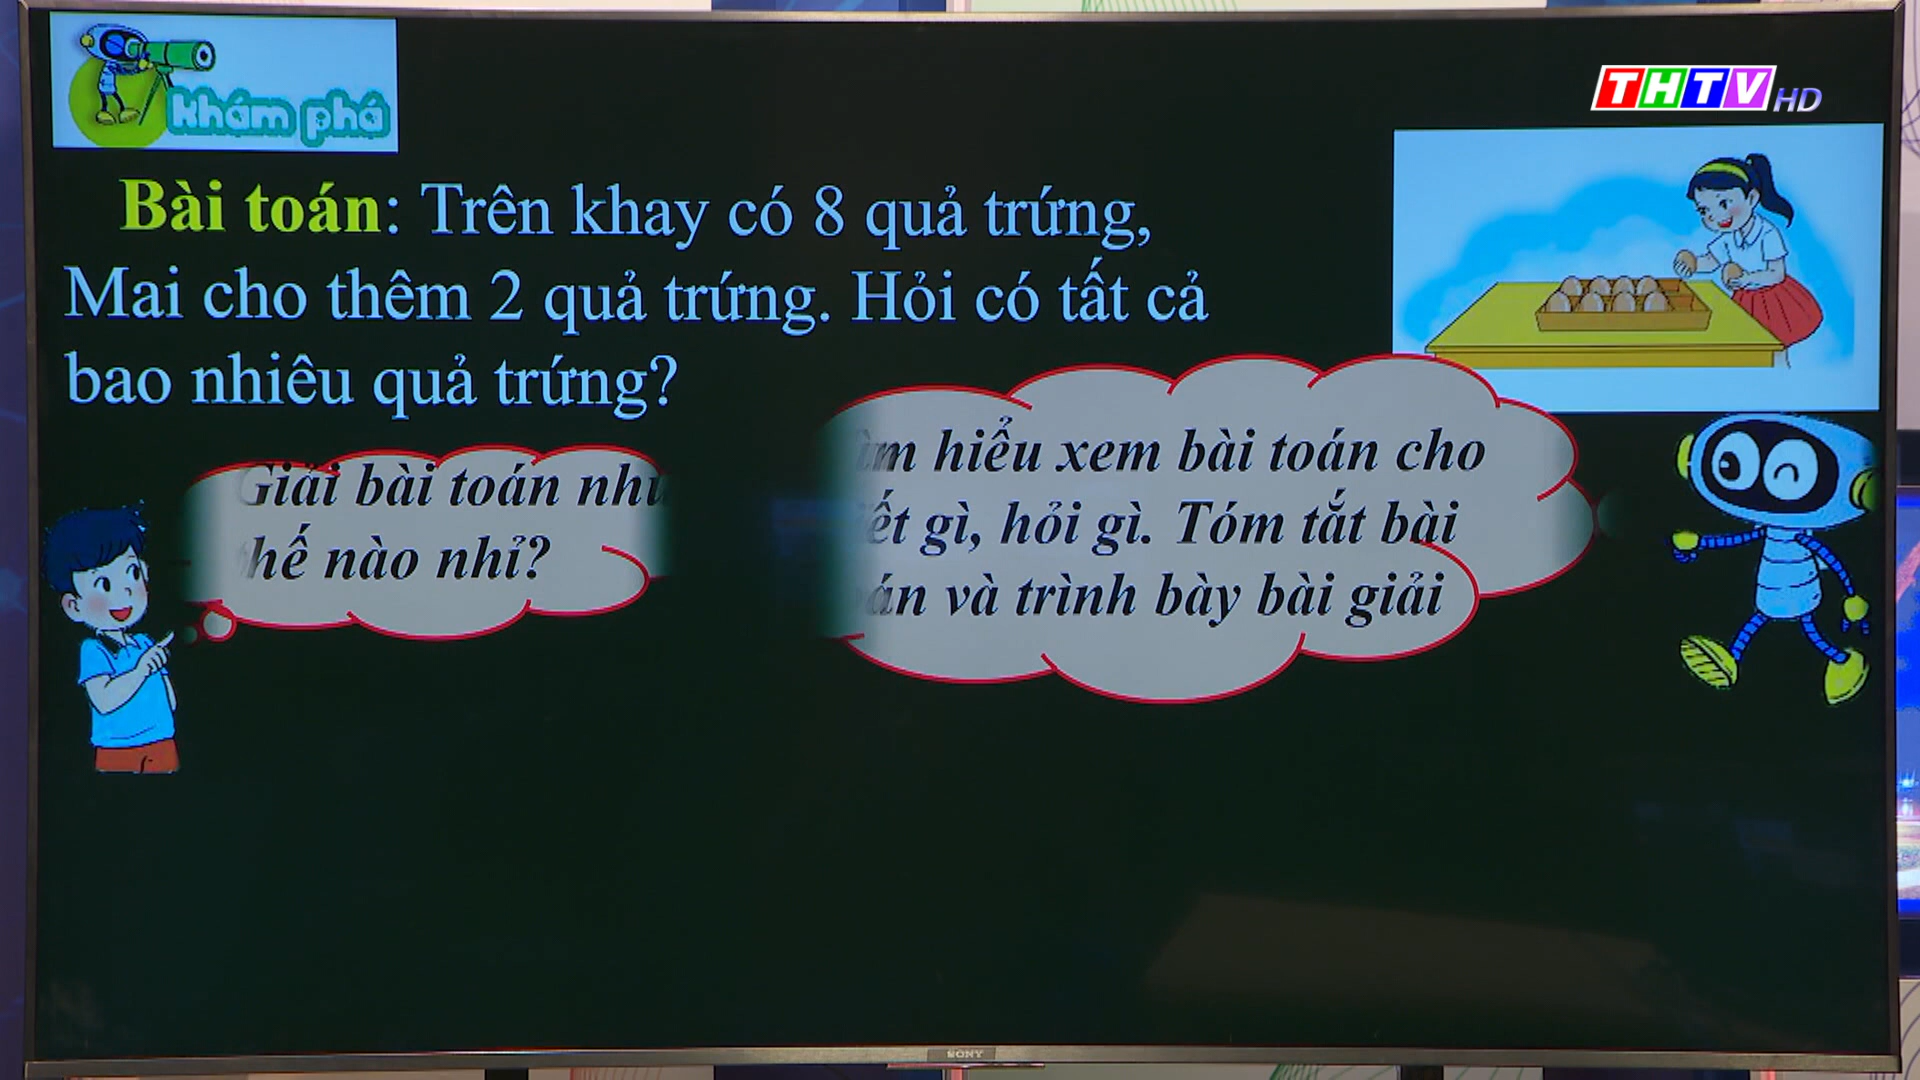 khám phá
THTV HD
Bài toán: Trên khay có 8 quả trứng,
Mai cho thêm 2 quả trứng. Hỏi có tất cả
bao nhiêu quả trứng?
Giải bài toán như
thế nào nhỉ?
hiểu xem bài toán cho
gì, hỏi gì. Tóm tắt bài
và trình bày bài giải
SONY